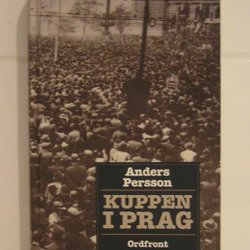 Anders
Persson
KUPPEN
I PRAG
Ordfront